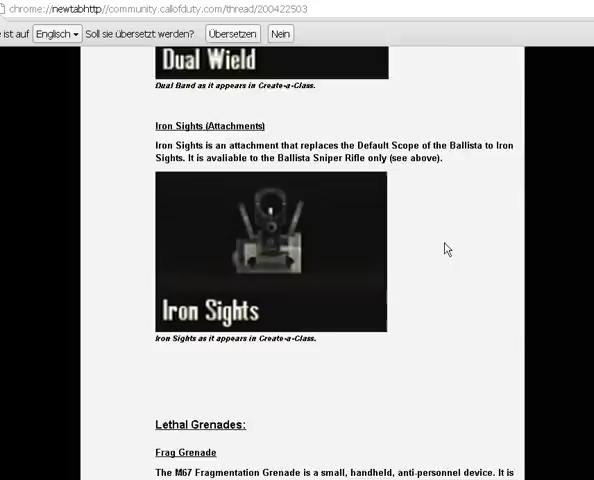 chrome://newtabhttp//community.callofduty.com/thread/200422503
e ist auf Englisch Soll sie übersetzt werden? Übersetzen Nein
Dual Wield
Dual Band as it appears in Create-a-Class.
Iron Sights (Attachments)
Iron Sights is an attachment that replaces the Default Scope of the Ballista to Iron
Sights. It is avaliable to the Ballista Sniper Rifle only (see above).
Iron Sights
Iron Sights as it appears in Create-a-Class.
Lethal Grenades:
Frag Grenade
The M67 Fragmentation Grenade is a small, handheld, anti-personnel device. It is